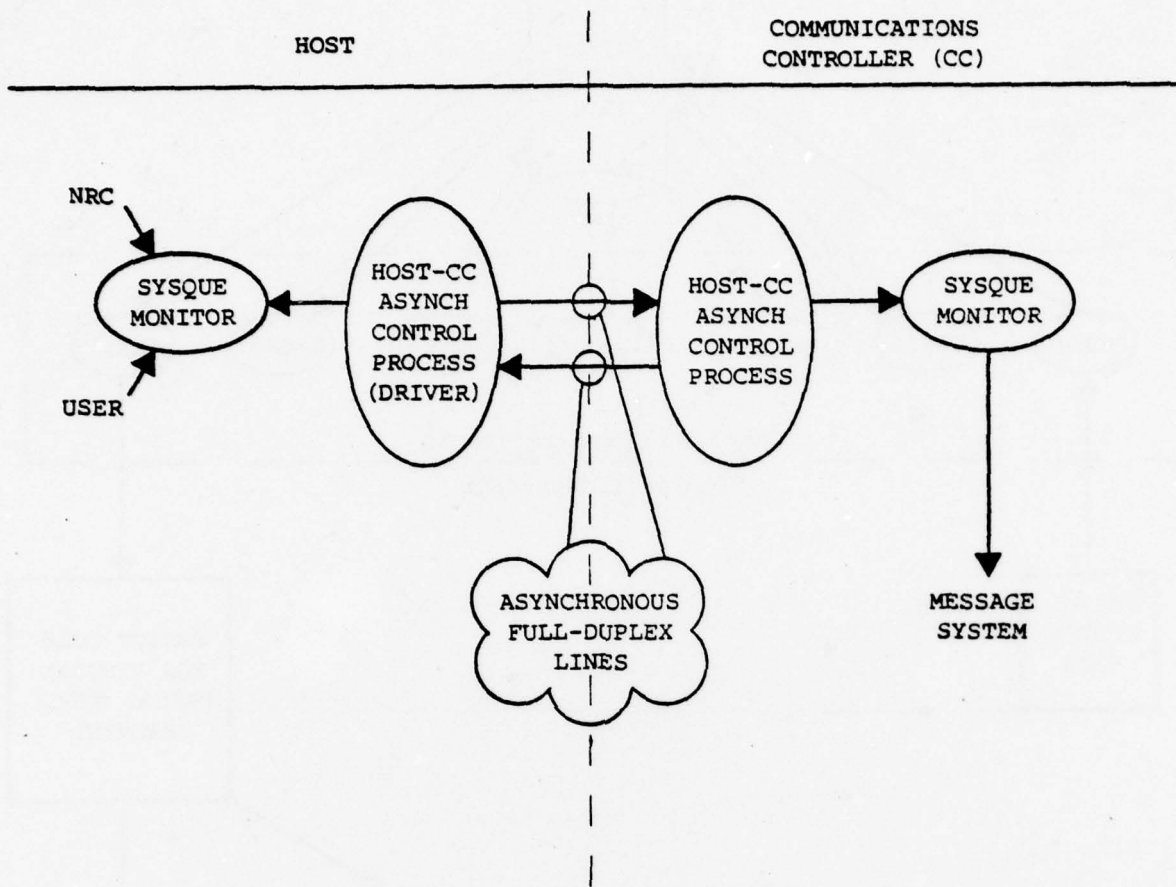 HOST
COMMUNICATIONS
CONTROLLER (CC)
NRC
SYSQUE
MONITOR
USER
HOST-CC
ASYNCH
CONTROL
PROCESS
(DRIVER)
HOST-CC
ASYNCH
CONTROL
PROCESS
SYSQUE
MONITOR
ASYNCHRONOUS
FULL-DUPLEX
LINES
MESSAGE
SYSTEM